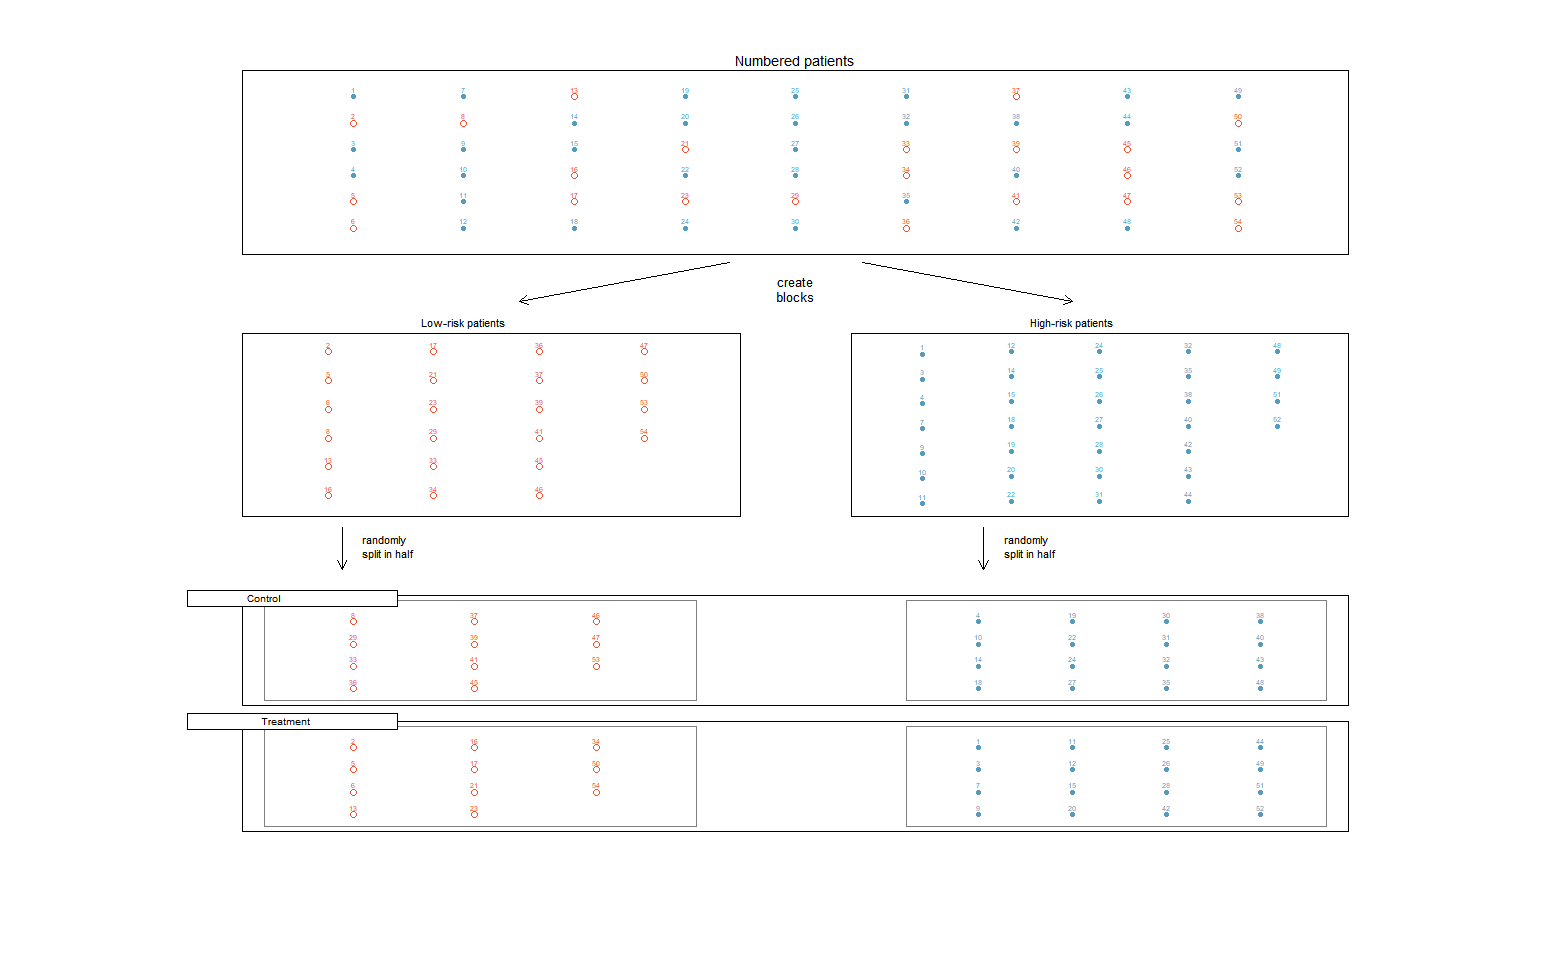 Numbered patients
1 7 13 19 25 31 37 43 49
2 8 14 20 26 32 38 44 50
3 9 15 21 27 33 39 45 51
4 10 16 22 28 34 40 46 52
5 11 17 23 29 35 41 47 53
6 12 18 24 30 36 42 48 54
create
blocks
Low-risk patients
2 17 36 47
5 21 37 50
6 23 39 53
8 29 41 54
13 33 45
16 34 46
High-risk patients
1 12 24 32 48
3 14 25 35 49
4 15 26 38 51
7 18 27 40 52
9 19 28 42
10 20 30 43
11 22 31 44
randomly
split in half
randomly
split in half
Control
8 37 46
29 39 47
33 41 53
36 45
4 19 30 38
10 22 31 40
14 24 32 43
18 27 35 48
Treatment
2 16 34
5 17 50
6 21 54
13 23
1 11 25 44
3 12 26 49
7 15 28 51
9 20 42 52